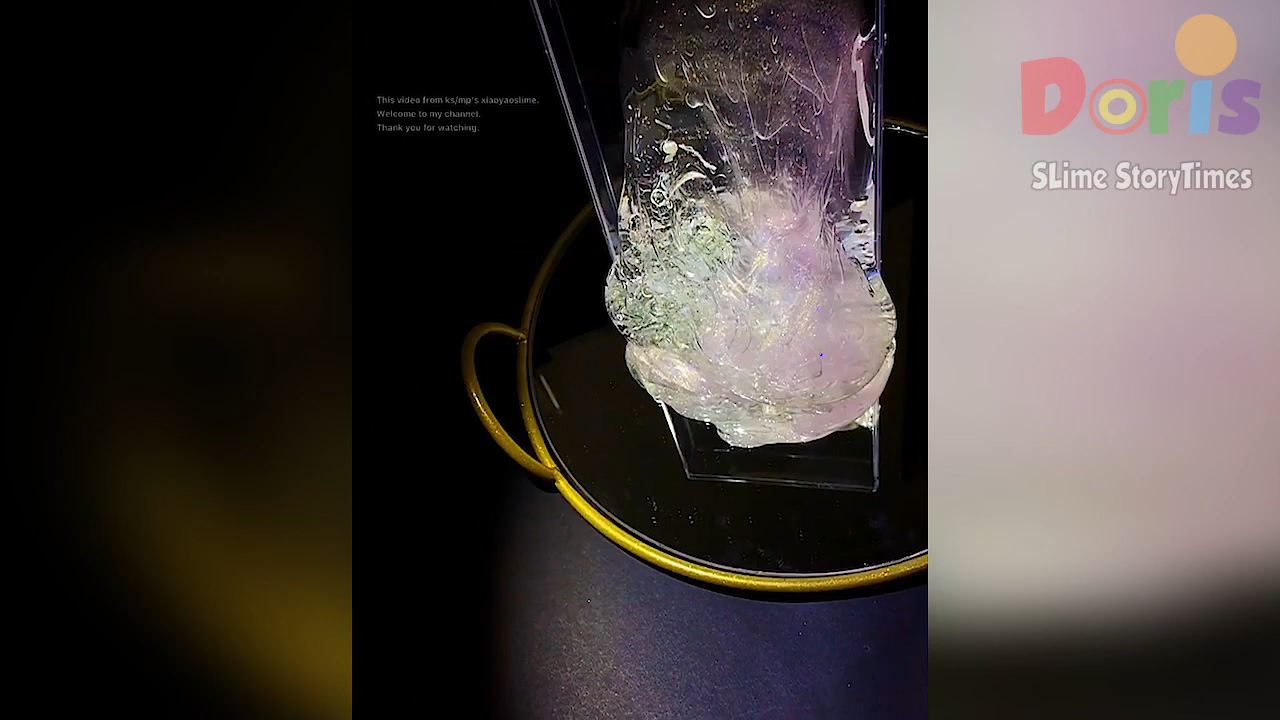 This video from ks/mp's xiaoyaoslime.
Welcome to my channel.
Thank you for watching.
Doris
SLime StoryTimes